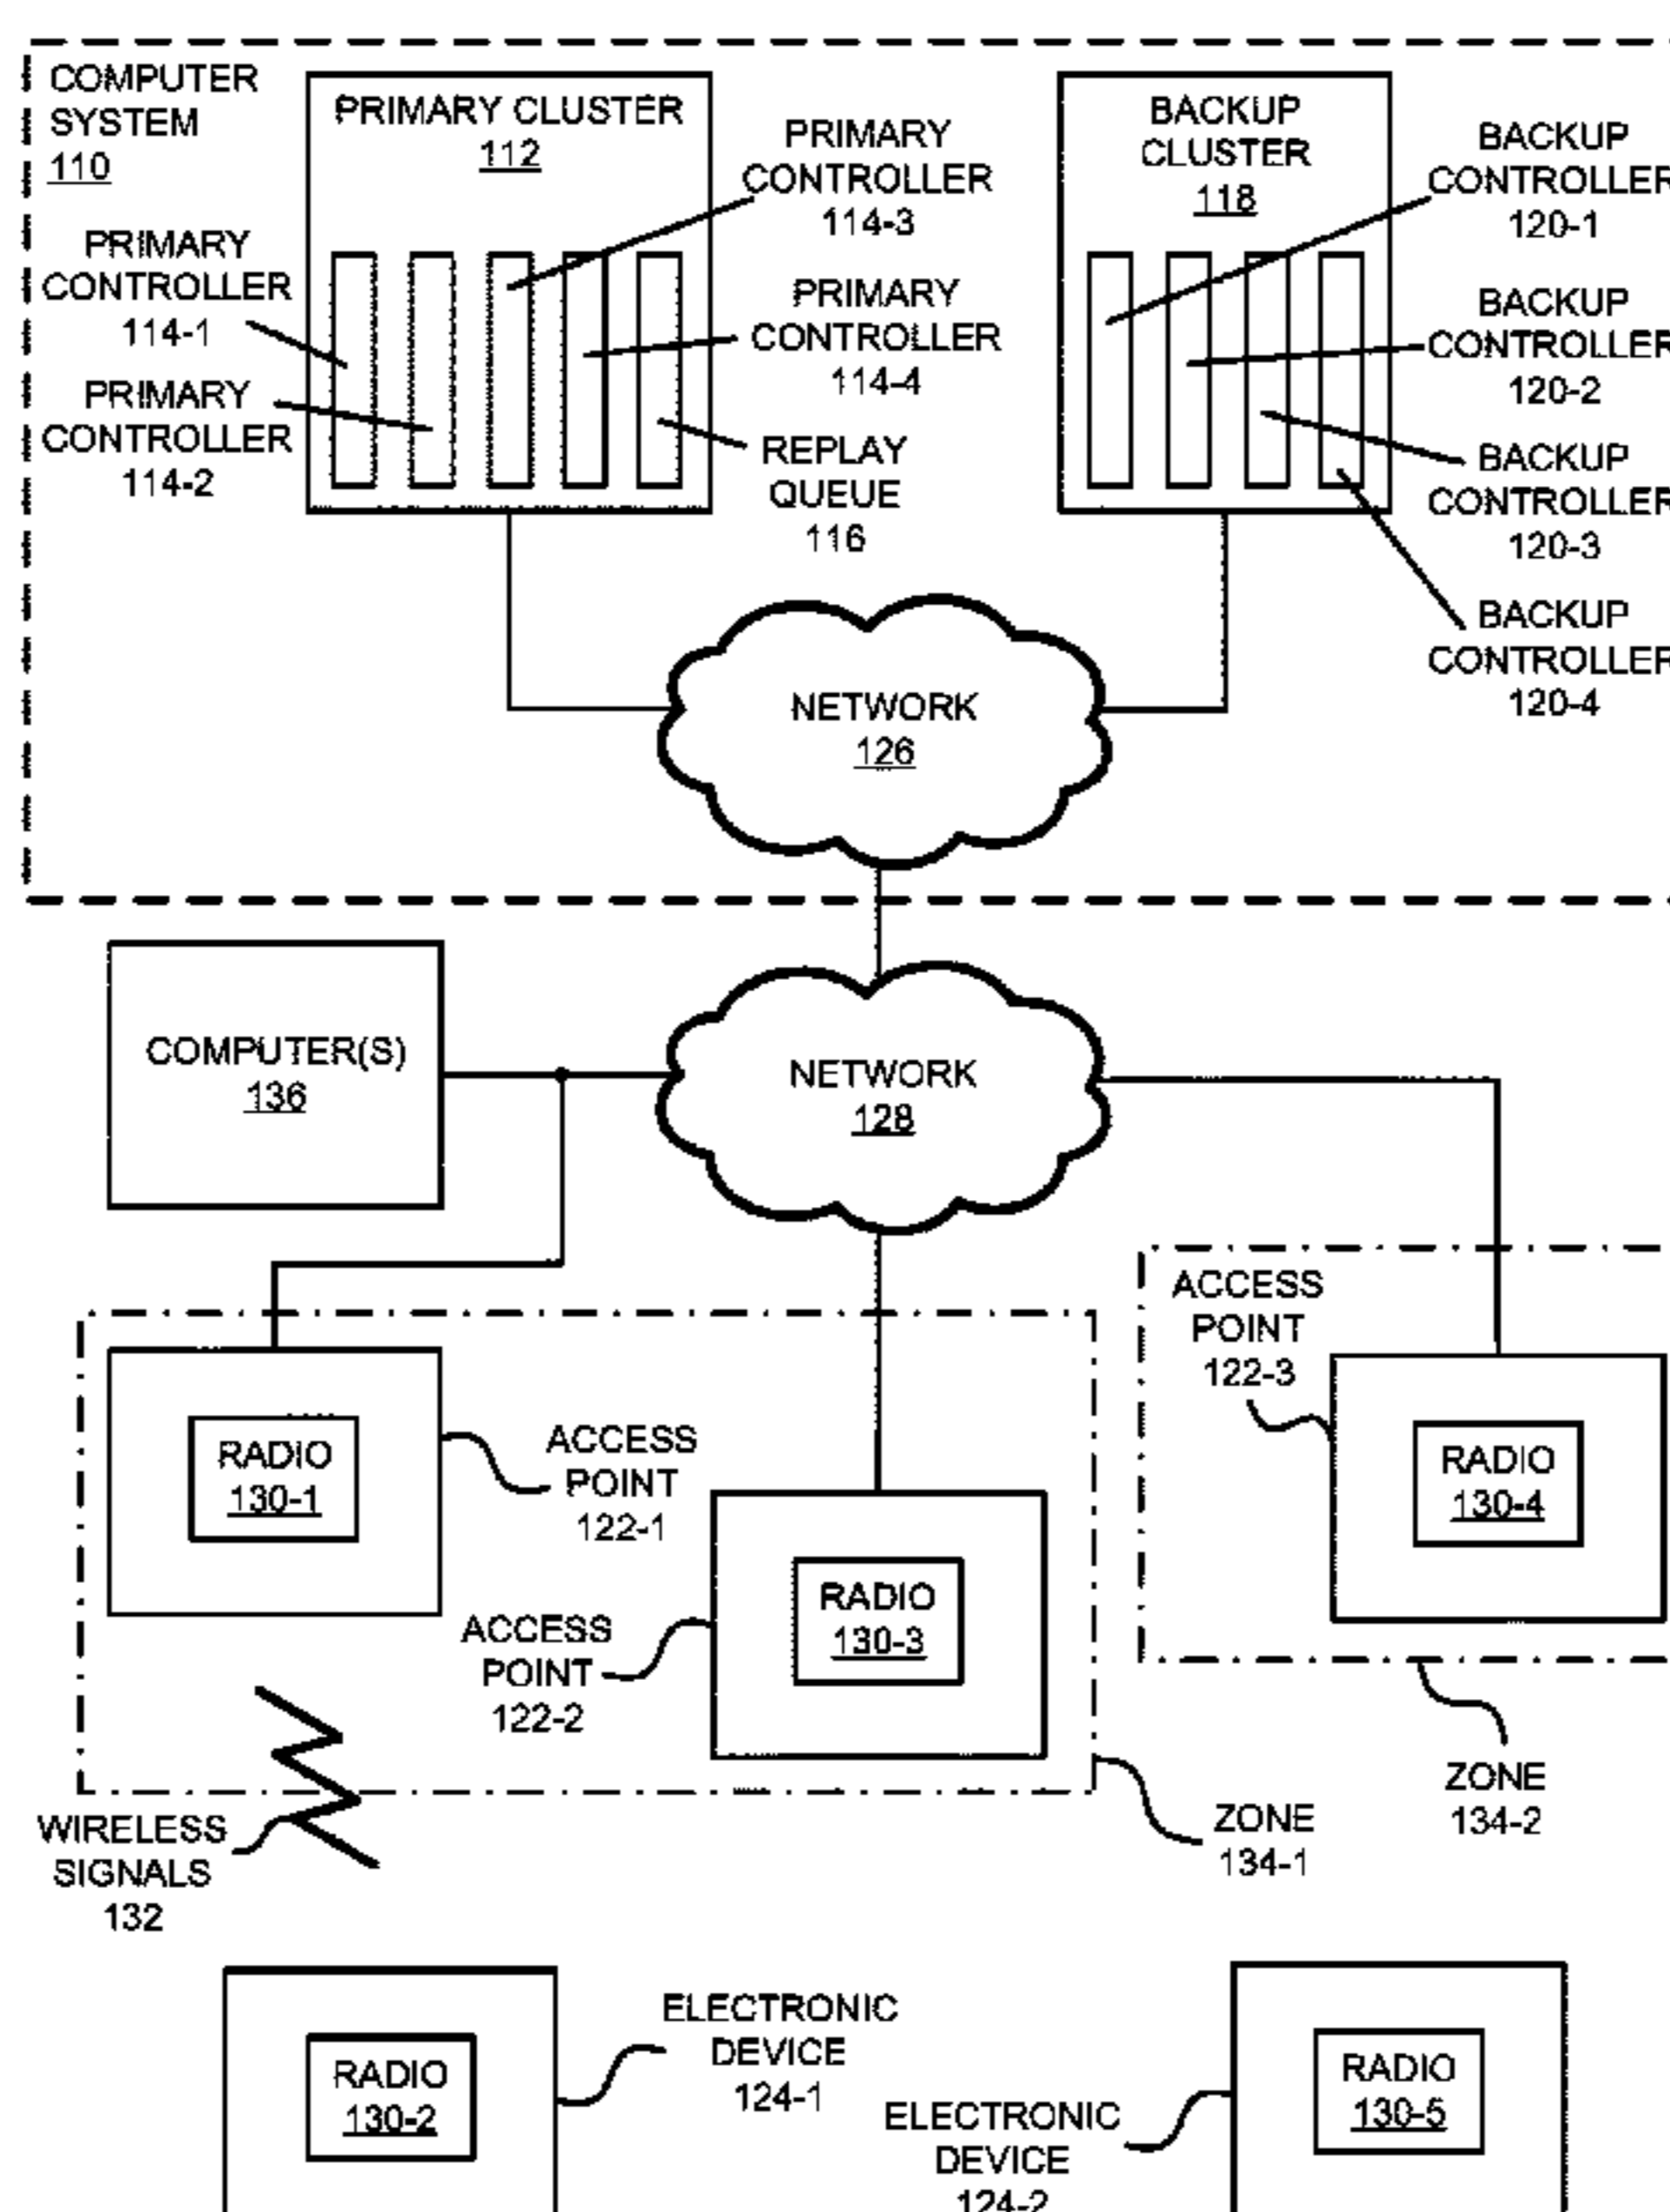 COMPUTER
SYSTEM
110
PRIMARY CLUSTER
112
PRIMARY
CONTROLLER
114-3
BACKUP
CLUSTER
118
BACKUP
CONTROLLER
120-1
PRIMARY
CONTROLLER
114-1
PRIMARY
CONTROLLER
114-4
BACKUP
CONTROLLER
120-2
PRIMARY
CONTROLLER
114-2
REPLAY
QUEUE
116
BACKUP
CONTROLLER
120-3
BACKUP
CONTROLLER
120-4
NETWORK
126
COMPUTER(S)
136
NETWORK
128
ACCESS
POINT
122-3
RADIO
130-1
ACCESS
POINT
122-1
RADIO
130-4
RADIO
130-3
ACCESS
POINT
122-2
ZONE
134-2
ZONE
134-1
WIRELESS
SIGNALS
132
RADIO
130-2
ELECTRONIC
DEVICE
124-1
RADIO
130-5
ELECTRONIC
DEVICE
124-2